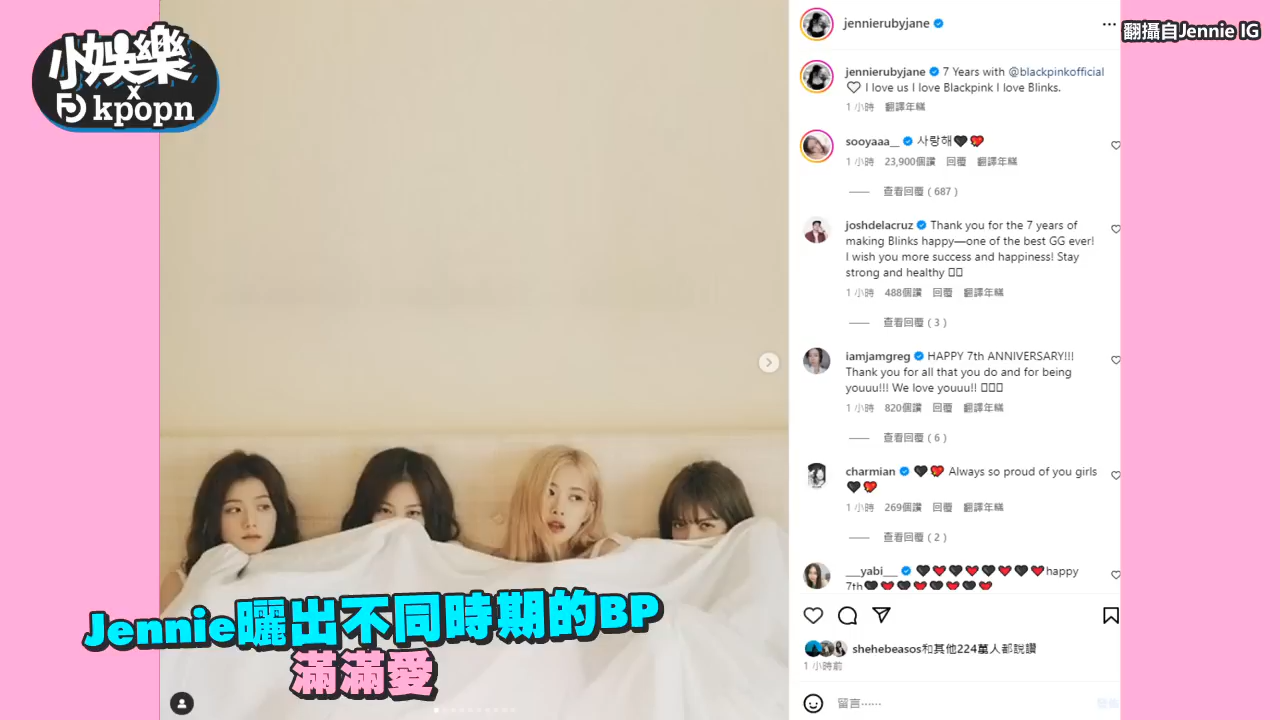 小娛樂
x
kpopn
jennierubyjane
翻攝自Jennie IG
jennierubyjane 7 Years with @blackpinkofficial
♡ I love us I love Blackpink I love Blinks.
1 小時 翻譯年糕
sooyaaa__ 사랑해🖤💖
1 小時 23,900個讚 回覆 翻譯年糕
查看回覆 ( 687 )
joshdelacruz Thank you for the 7 years of
making Blinks happy—one of the best GG ever!
I wish you more success and happiness! Stay
strong and healthy
1 小時 488個讚 回覆 翻譯年糕
查看回覆 ( 3 )
iamjamgreg HAPPY 7th ANNIVERSARY!!!
Thank you for all that you do and for being
youuu!!! We love youuu!!
1 小時 820個讚 回覆 翻譯年糕
查看回覆 ( 6 )
charmian 🖤💖 Always so proud of you girls
🖤💖
1 小時 269個讚 回覆 翻譯年糕
查看回覆 ( 2 )
___yabi___ 🖤❤🖤❤🖤❤🖤❤happy
7th🖤❤🖤❤🖤❤🖤❤
shehebeasos和其他224萬人都說讚
1 小時前
留言⋯⋯
Jennie曬出不同時期的BP
滿滿愛